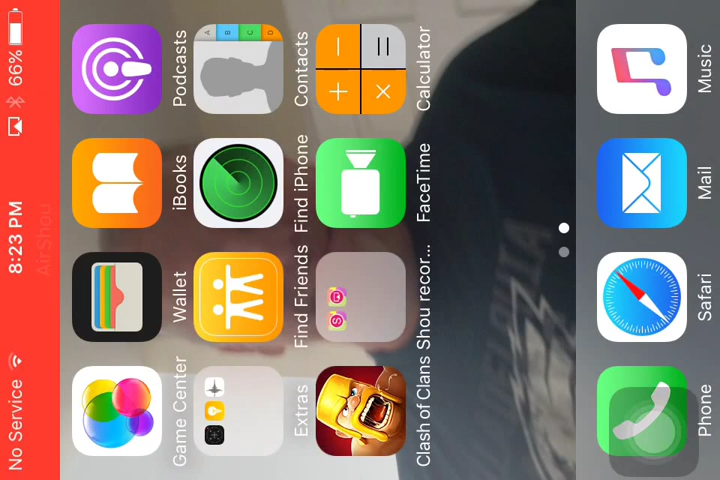 No Service 8:23 PM 66%
AirShou
Game Center Wallet iBooks Podcasts
Extras Find Friends Find iPhone Contacts
Clash of Clans Shou recor... FaceTime Calculator
Phone Safari Mail Music